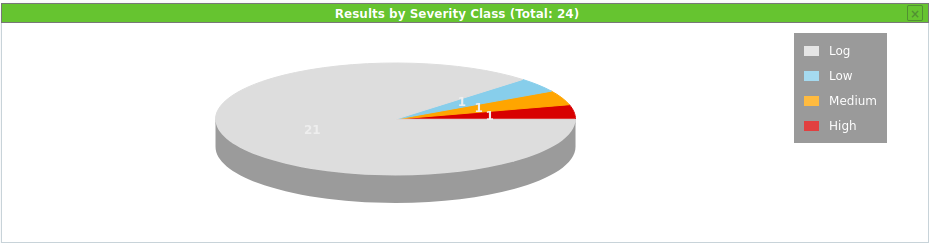 Results by Severity Class (Total: 24)
Log
Low
Medium
High
1
1
1
21